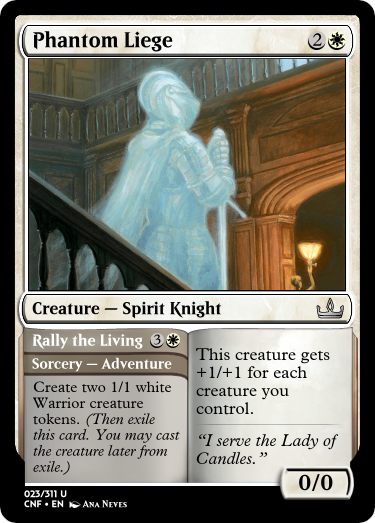 Phantom Liege 2
Creature — Spirit Knight
Rally the Living 3
Sorcery — Adventure
Create two 1/1 white
Warrior creature
tokens. (Then exile
this card. You may cast
the creature later from
exile.)
This creature gets
+1/+1 for each
creature you
control.
“I serve the Lady of
Candles.”
0/0
023/311 U
CNF • EN Ana Neves